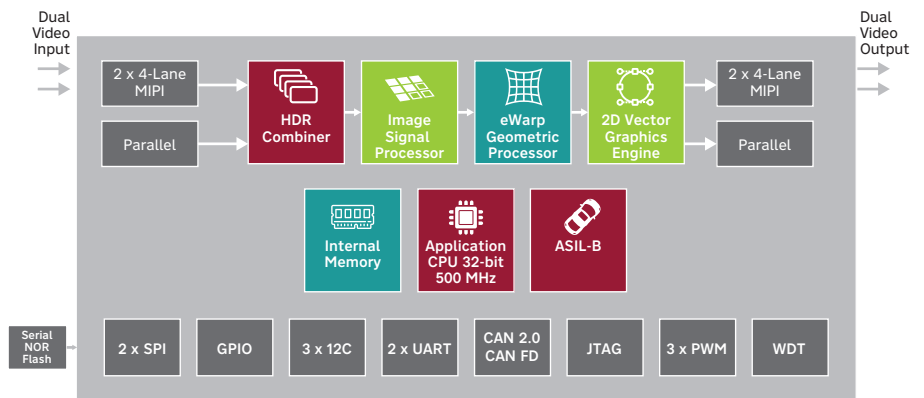 Dual
Video
Input
Dual
Video
Output
2 x 4-Lane
MIPI
Parallel
HDR
Combiner
Image
Signal
Processor
eWarp
Geometric
Processor
2D Vector
Graphics
Engine
2 x 4-Lane
MIPI
Parallel
Internal
Memory
Application
CPU 32-bit
500 MHz
ASIL-B
Serial
NOR
Flash
2 x SPI
GPIO
3 x 12C
2 x UART
CAN 2.0
CAN FD
JTAG
3 x PWM
WDT